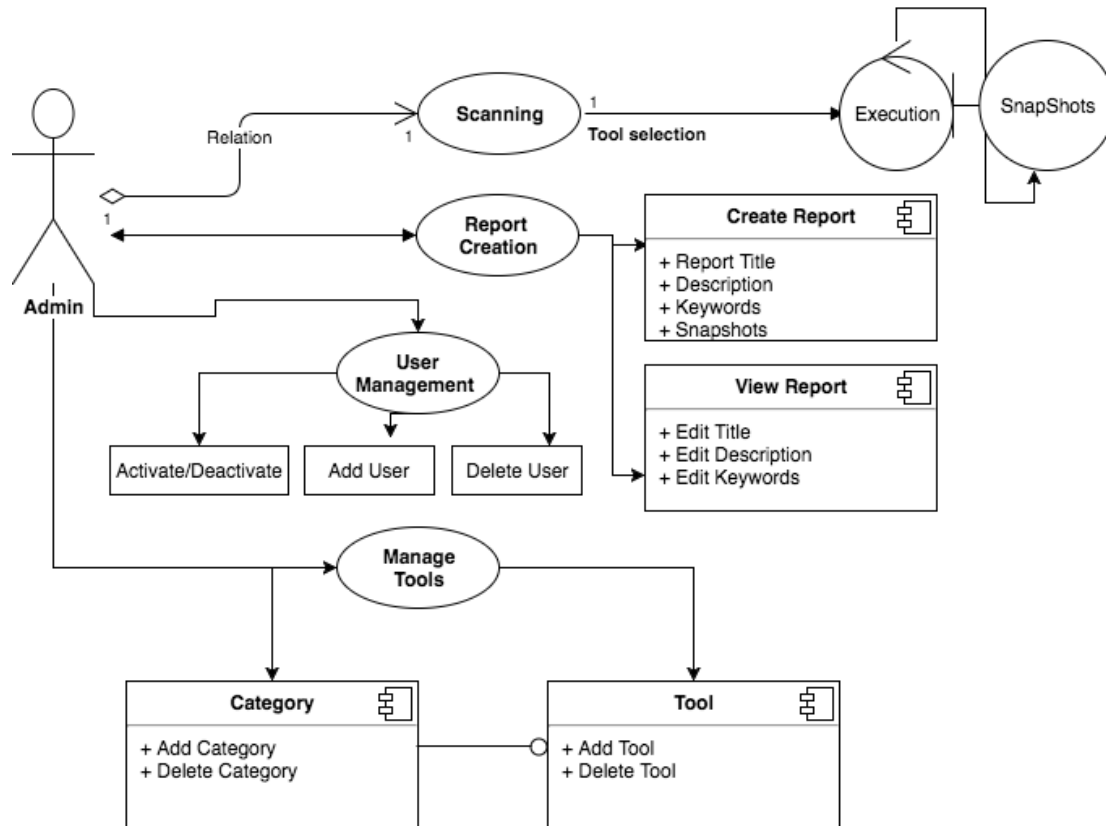 Scanning
1
Tool selection
Execution
SnapShots
Relation
1
1
Report
Creation
Create Report
+ Report Title
+ Description
+ Keywords
+ Snapshots
Admin
User
Management
View Report
+ Edit Title
+ Edit Description
+ Edit Keywords
Activate/Deactivate
Add User
Delete User
Manage
Tools
Category
+ Add Category
+ Delete Category
Tool
+ Add Tool
+ Delete Tool